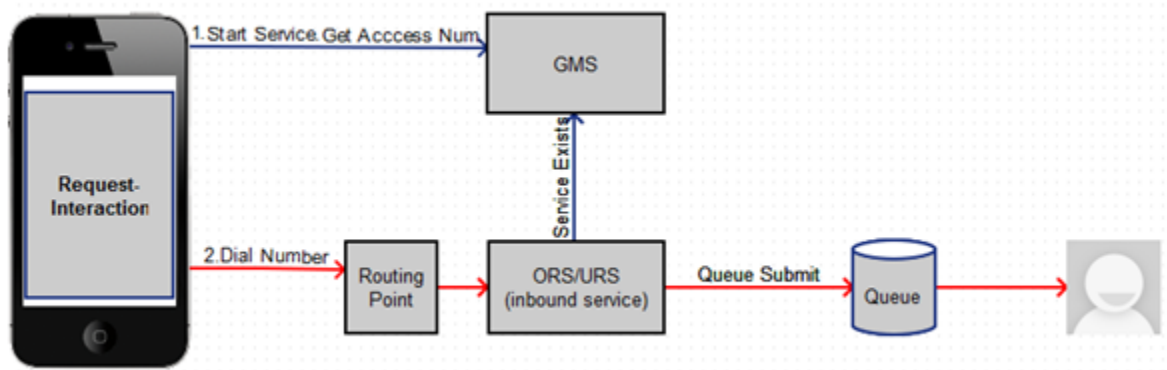 1.Start Service.Get Acccess Num
GMS
Service Exists
Request-
Interaction
2.Dial Number
Routing
Point
ORS/URS
(inbound service)
Queue Submit
Queue